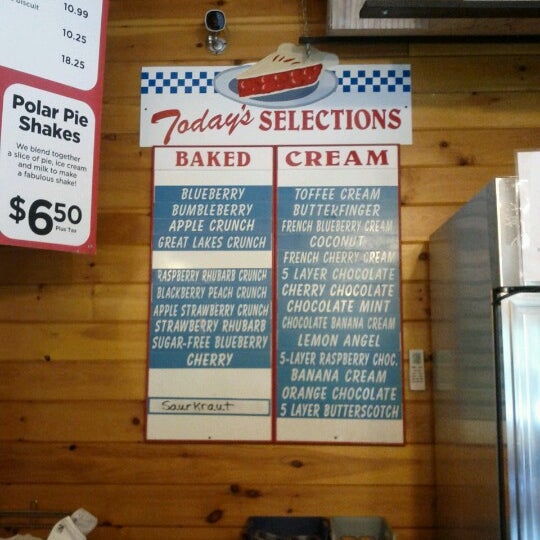 Biscuit
10.99
10.25
18.25
Polar Pie
Shakes
We blend together
a slice of pie, ice cream
and milk to make
a fabulous shake!
$6.50
Plus Tax
Today's SELECTIONS
BAKED
BLUEBERRY
BUMBLEBERRY
APPLE CRUNCH
GREAT LAKES CRUNCH
RASPBERRY RHUBARB CRUNCH
BLACKBERRY PEACH CRUNCH
APPLE STRAWBERRY CRUNCH
STRAWBERRY RHUBARB
SUGAR-FREE BLUEBERRY
CHERRY
Saurkraut
CREAM
TOFFEE CREAM
BUTTERFINGER
FRENCH BLUEBERRY CREAM
COCONUT
FRENCH CHERRY CREAM
5 LAYER CHOCOLATE
CHERRY CHOCOLATE
CHOCOLATE MINT
CHOCOLATE BANANA CREAM
LEMON ANGEL
5-LAYER RASPBERRY CHOC.
BANANA CREAM
ORANGE CHOCOLATE
5 LAYER BUTTERSCOTCH